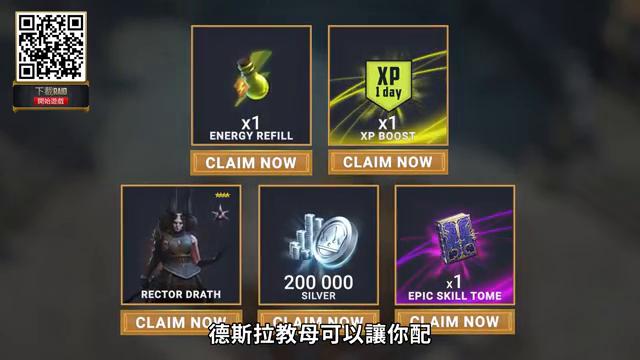 下載RAID
開始遊戲
x1
ENERGY REFILL
CLAIM NOW
XP
1 day
x1
XP BOOST
CLAIM NOW
RECTOR DRATH
CLAIM NOW
200 000
SILVER
CLAIM NOW
x1
EPIC SKILL TOME
CLAIM NOW
德斯拉教母可以讓你配